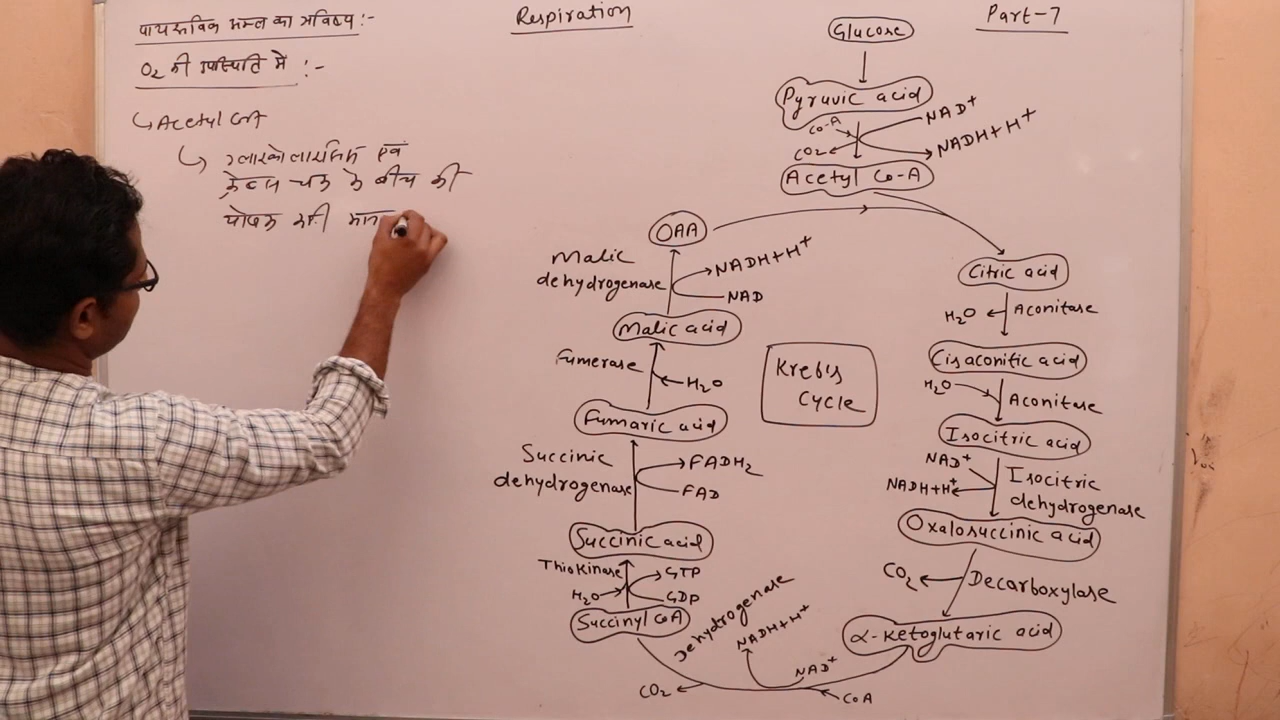 पायरूविक अम्ल का भविष्य :-
O₂ की उपस्थिति में :-
↳ Acetyl CoA
↳ ग्लाइकोलाइसिस एवं
क्रेब्स चक्र के बीच की
योजक कड़ी
Respiration
Part-7
Glucose
Pyruvic acid
Co-A
NAD⁺
CO₂
NADH+H⁺
Acetyl Co-A
OAA
Malic
dehydrogenase
NADH+H⁺
NAD
Malic acid
Fumerase
H₂O
Fumaric acid
Succinic
dehydrogenase
FADH₂
FAD
Succinic acid
Thiokinase
GTP
H₂O
GDP
Succinyl CoA
Kreb's
Cycle
Citric acid
H₂O
Aconitase
Cisaconitic acid
H₂O
Aconitase
Isocitric acid
NAD⁺
NADH+H⁺
Isocitric
dehydrogenase
Oxalosuccinic acid
CO₂
Decarboxylase
α-Ketoglutaric acid
Dehydrogenase
NADH+H⁺
NAD⁺
CO₂
CoA